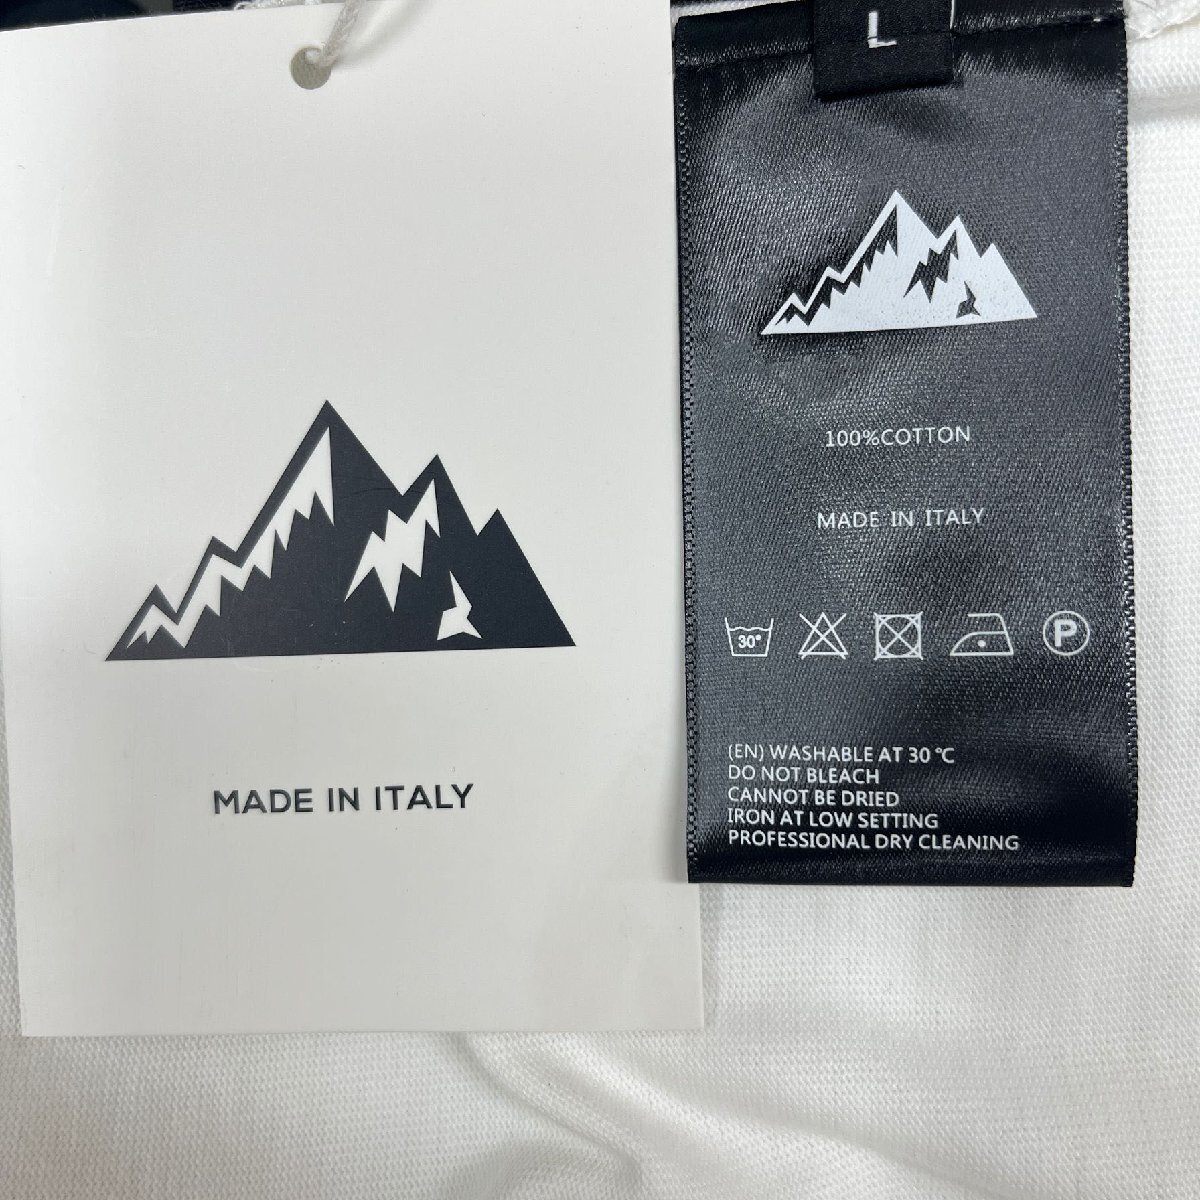 MADE IN ITALY
L
100%COTTON
MADE IN ITALY
30°
P
(EN) WASHABLE AT 30 °C
DO NOT BLEACH
CANNOT BE DRIED
IRON AT LOW SETTING
PROFESSIONAL DRY CLEANING